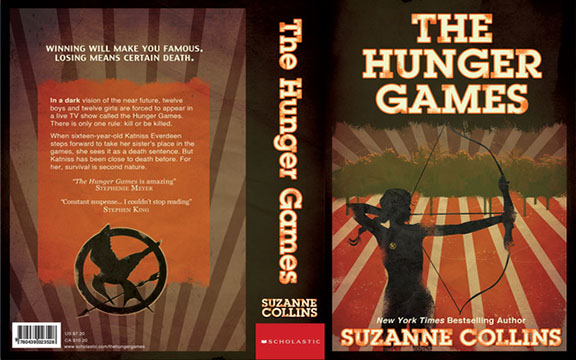 WINNING WILL MAKE YOU FAMOUS.
LOSING MEANS CERTAIN DEATH.
In a dark vision of the near future, twelve
boys and twelve girls are forced to appear in
a live TV show called the Hunger Games.
There is only one rule: kill or be killed.
When sixteen-year-old Katniss Everdeen
steps forward to take her sister's place in the
games, she sees it as a death sentence. But
Katniss has been close to death before. For
her, survival is second nature.
"The Hunger Games is amazing"
STEPHENIE MEYER
"Constant suspense... I couldn't stop reading"
STEPHEN KING
US $7.20
CA $10.20
www.scholastic.com/thehungergames
The Hunger Games
SUZANNE
COLLINS
SCHOLASTIC
THE
HUNGER
GAMES
New York Times Bestselling Author
SUZANNE COLLINS